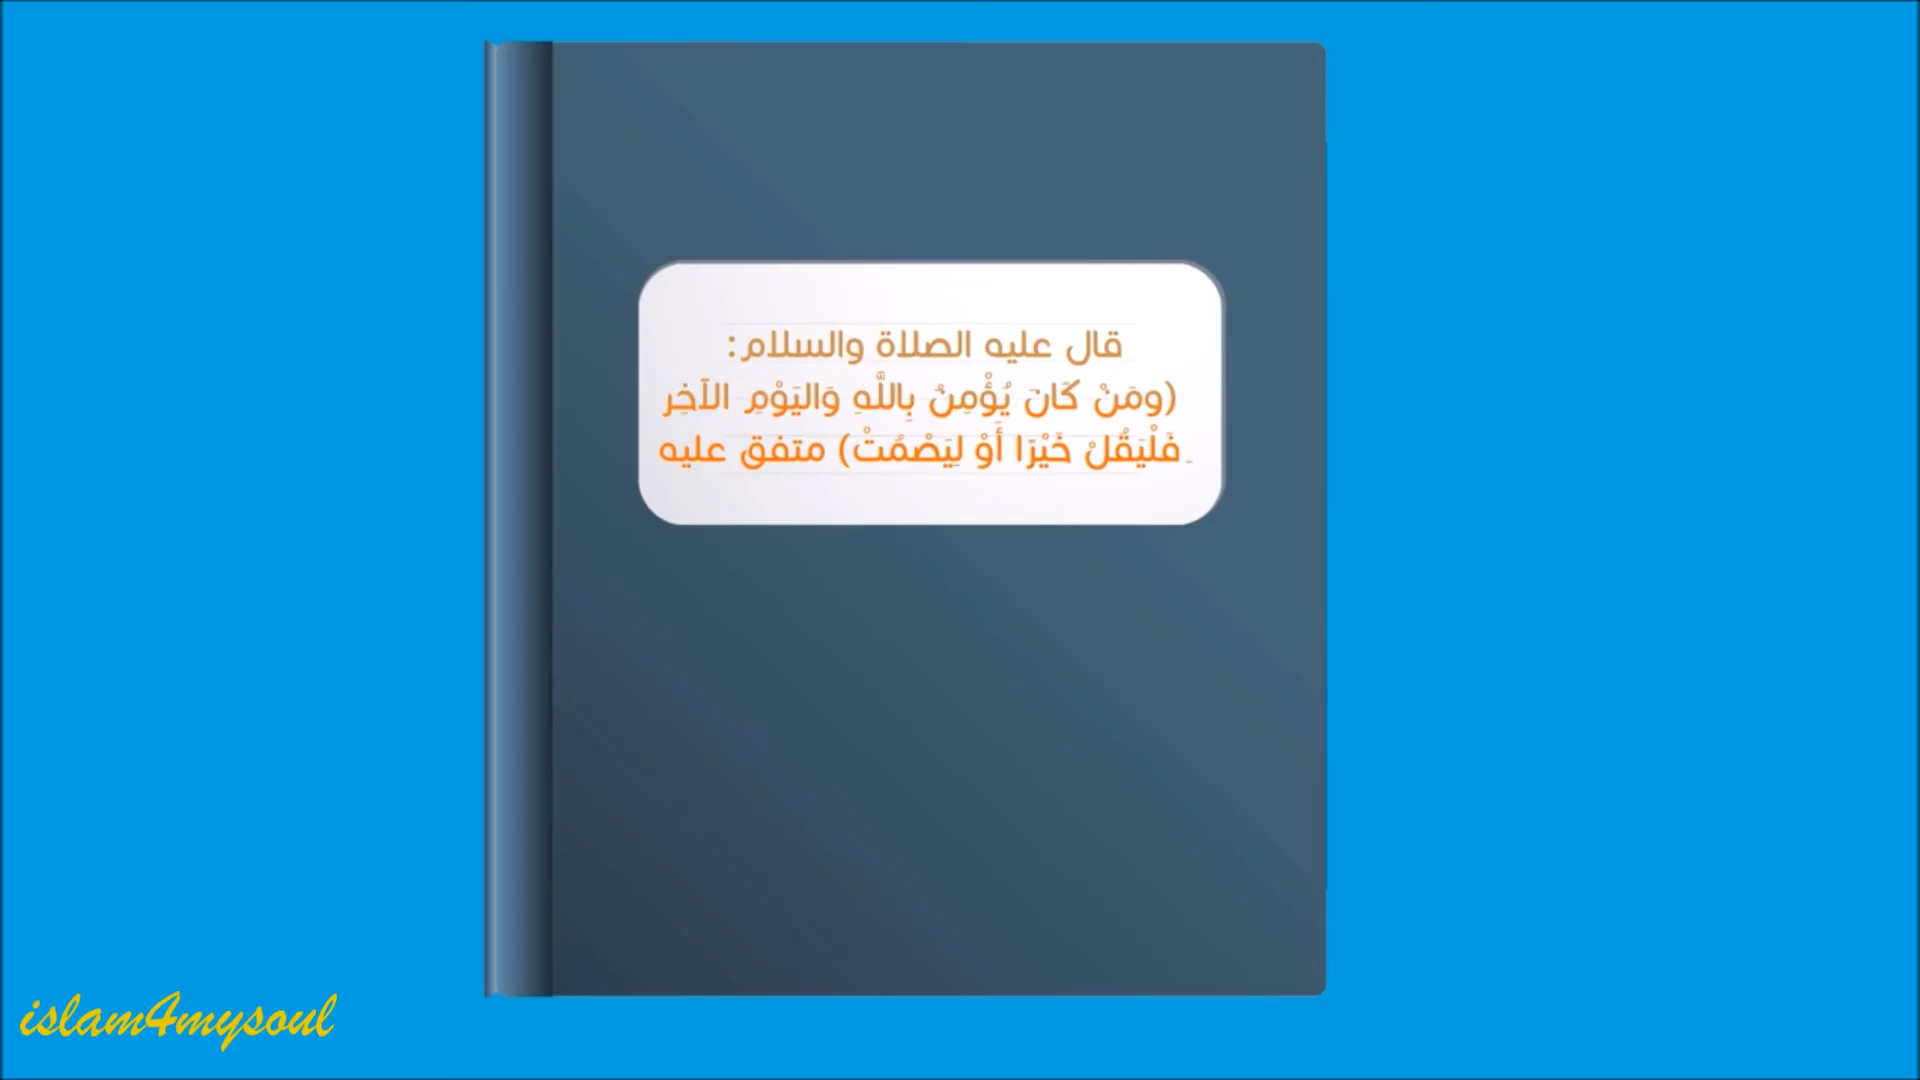 قال عليه الصلاة والسلام:
(ومَنْ كَانَ يُؤْمِنُ بِاللَّهِ وَاليَوْمِ الآخِرِ
فَلْيَقُلْ خَيْرًا أَوْ لِيَصْمُتْ) متفق عليه
islam4mysoul